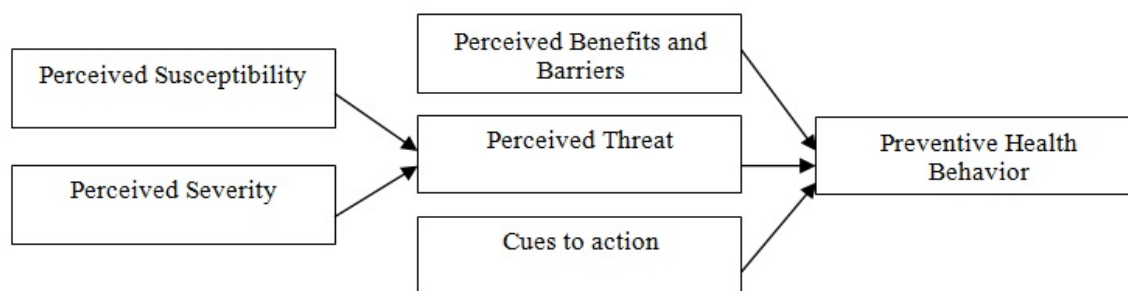 Perceived Susceptibility
Perceived Severity
Perceived Benefits and
Barriers
Perceived Threat
Cues to action
Preventive Health
Behavior